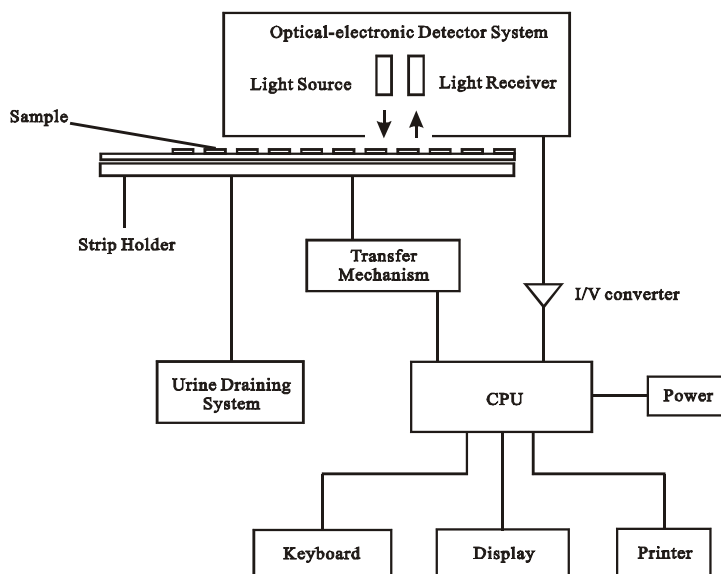 Optical-electronic Detector System
Light Source
Light Receiver
Sample
Strip Holder
Transfer
Mechanism
I/V converter
Urine Draining
System
CPU
Power
Keyboard
Display
Printer